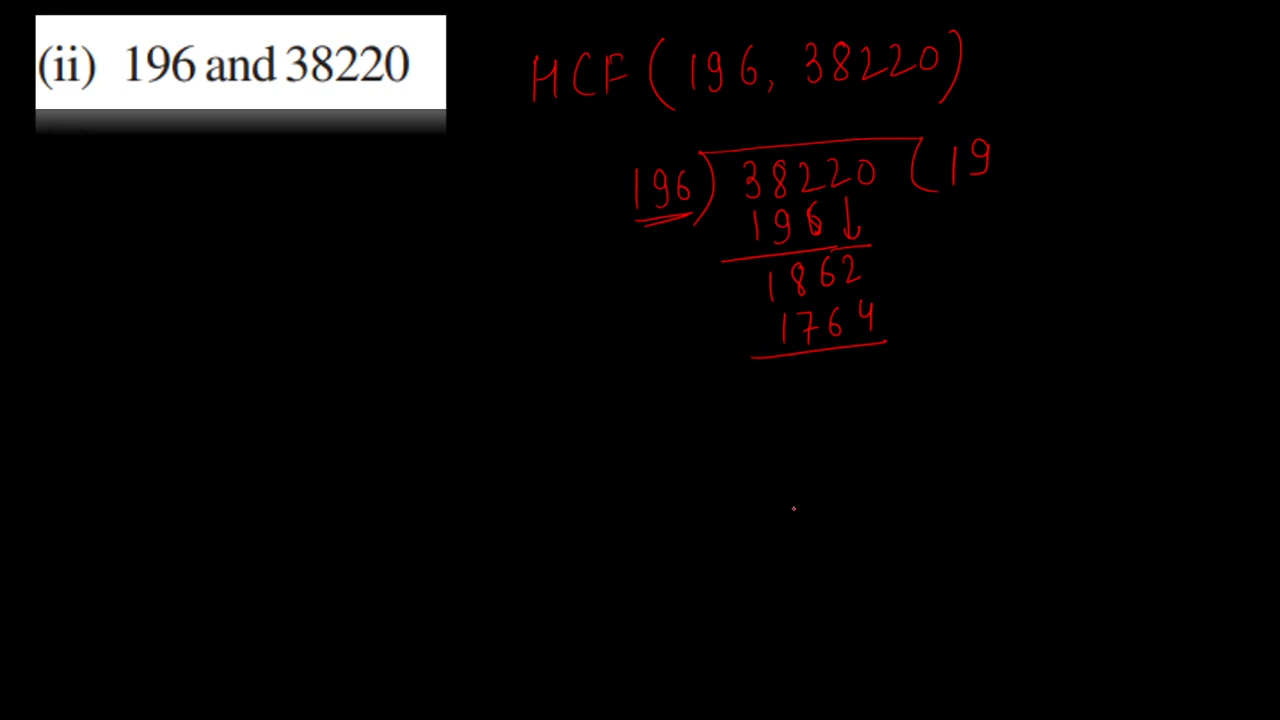 (ii) 196 and 38220
HCF (196, 38220)
196) 38220 (19
196↓
1862
1764